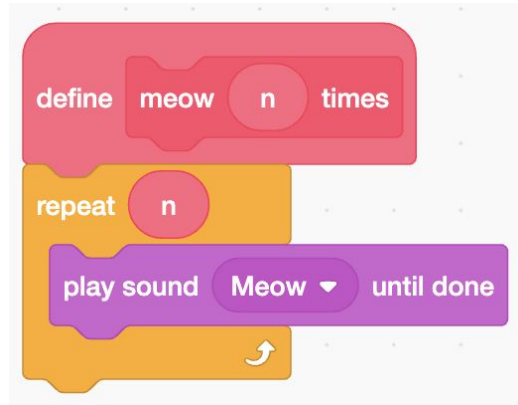 define meow n times
repeat n
play sound Meow until done